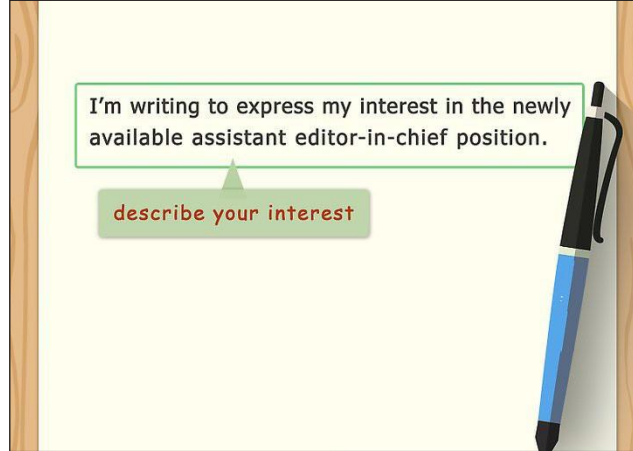 I’m writing to express my interest in the newly
available assistant editor-in-chief position.
describe your interest